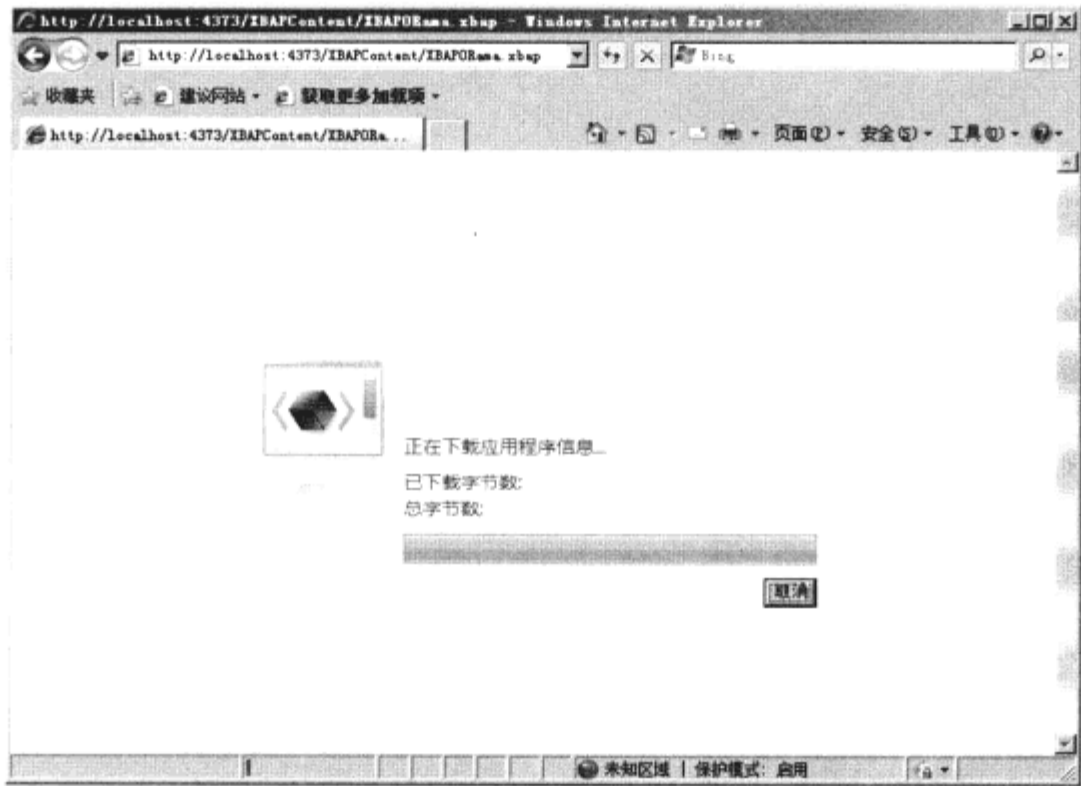 http://localhost:4373/XBAPContent/XBAPORama.xbap - Windows Internet Explorer
http://localhost:4373/XBAPContent/XBAPORama.xbap
Bing
收藏夹 建议网站 获取更多加载项
http://localhost:4373/XBAPContent/XBAPORa...
页面(P) 安全(S) 工具(O)
正在下载应用程序信息...
已下载字节数:
总字节数:
取消
未知区域 | 保护模式: 启用